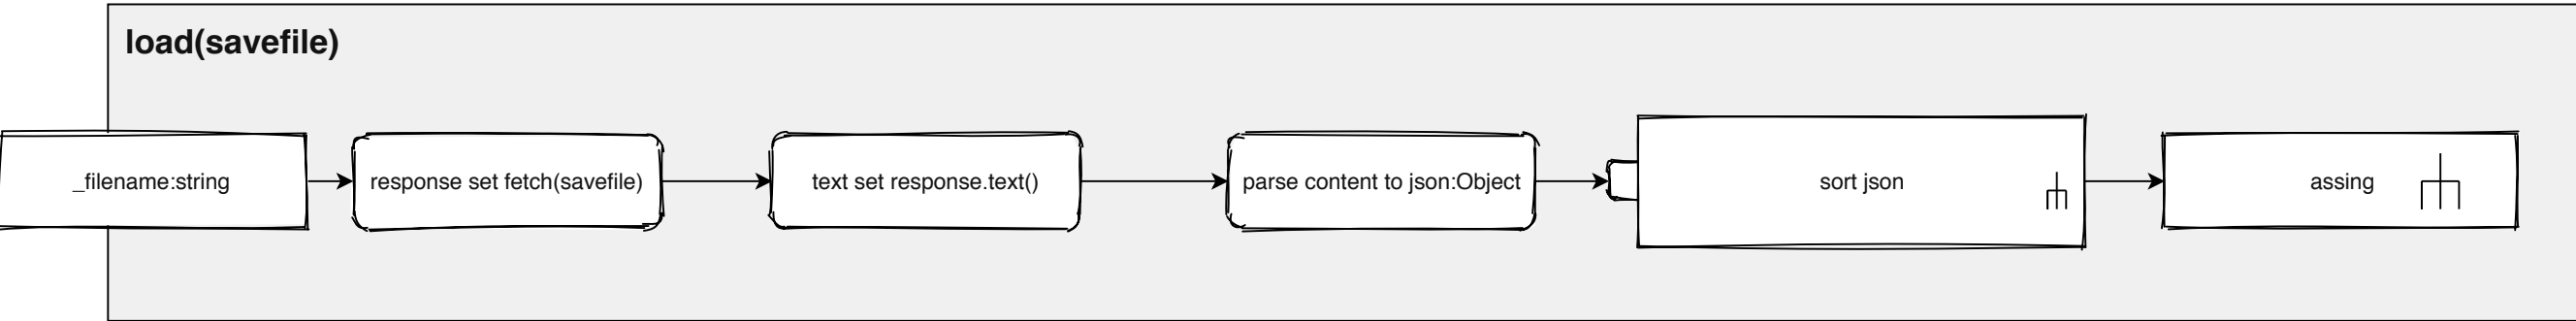 load(savefile)
_filename:string
response set fetch(savefile)
text set response.text()
parse content to json:Object
sort json
assing